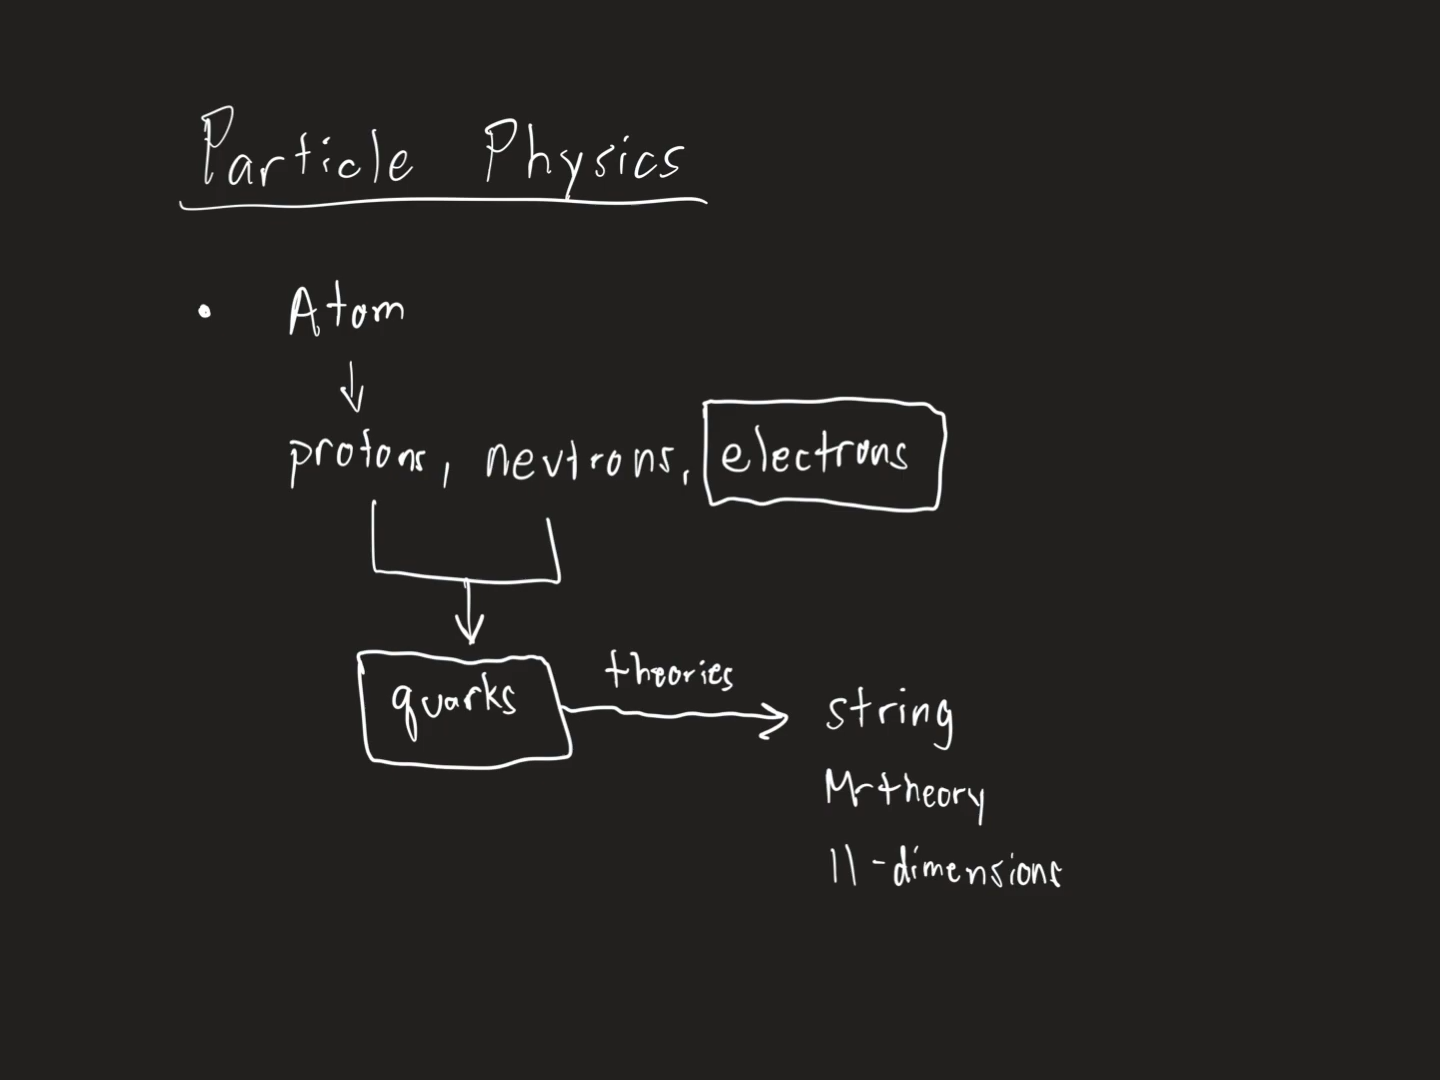 Particle Physics
• Atom
protons, neutrons, electrons
quarks
theories
string
M-theory
11-dimensions